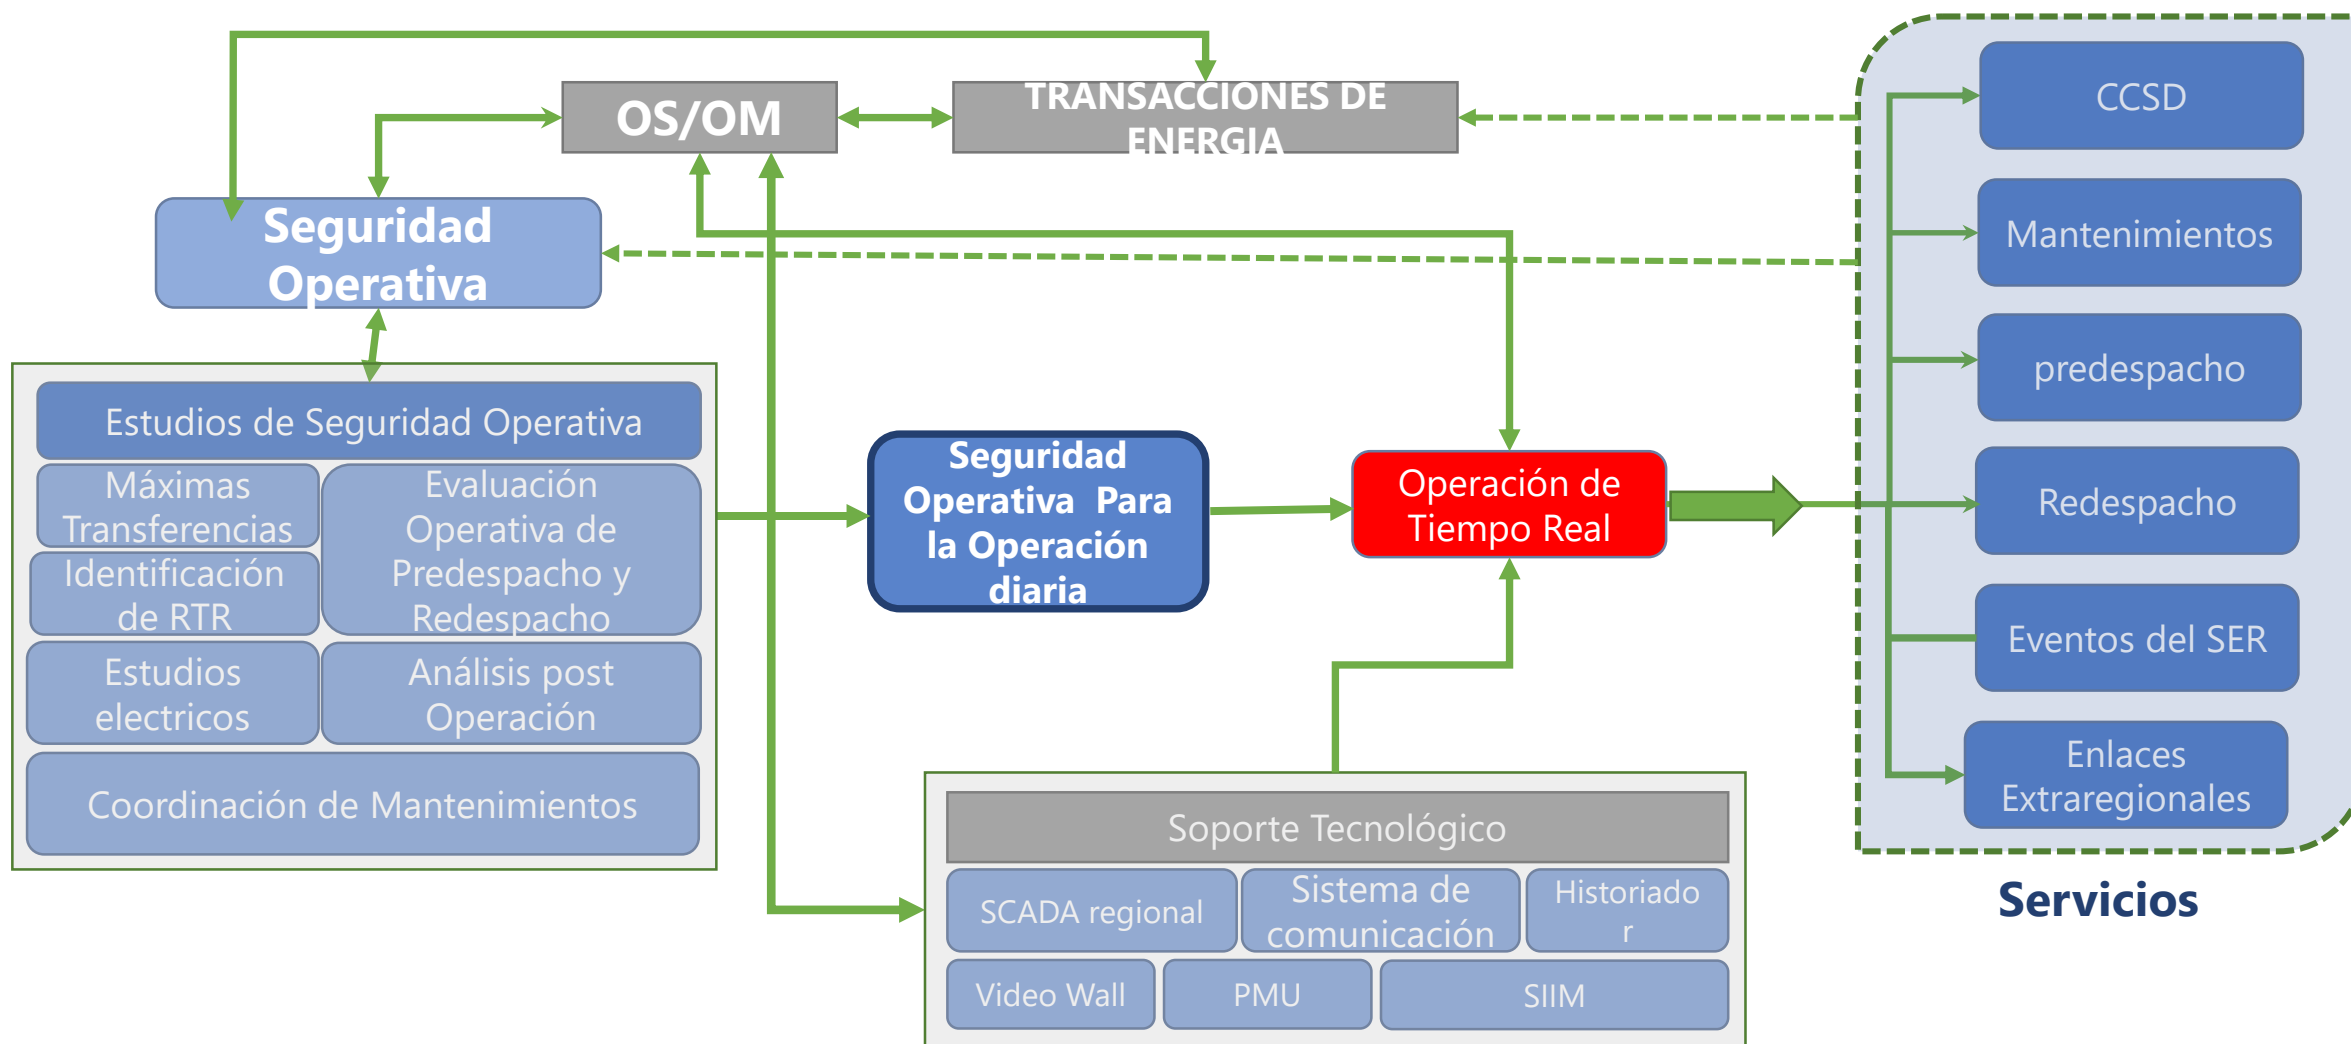 OS/OM
TRANSACCIONES DE
ENERGIA
Seguridad
Operativa
Estudios de Seguridad Operativa
Máximas
Transferencias
Identificación
de RTR
Evaluación
Operativa de
Predespacho y
Redespacho
Estudios
electricos
Análisis post
Operación
Coordinación de Mantenimientos
Seguridad
Operativa Para
la Operación
diaria
Operación de
Tiempo Real
Soporte Tecnológico
SCADA regional
Sistema de
comunicación
Historiado
r
Video Wall
PMU
SIIM
CCSD
Mantenimientos
predespacho
Redespacho
Eventos del SER
Enlaces
Extraregionales
Servicios